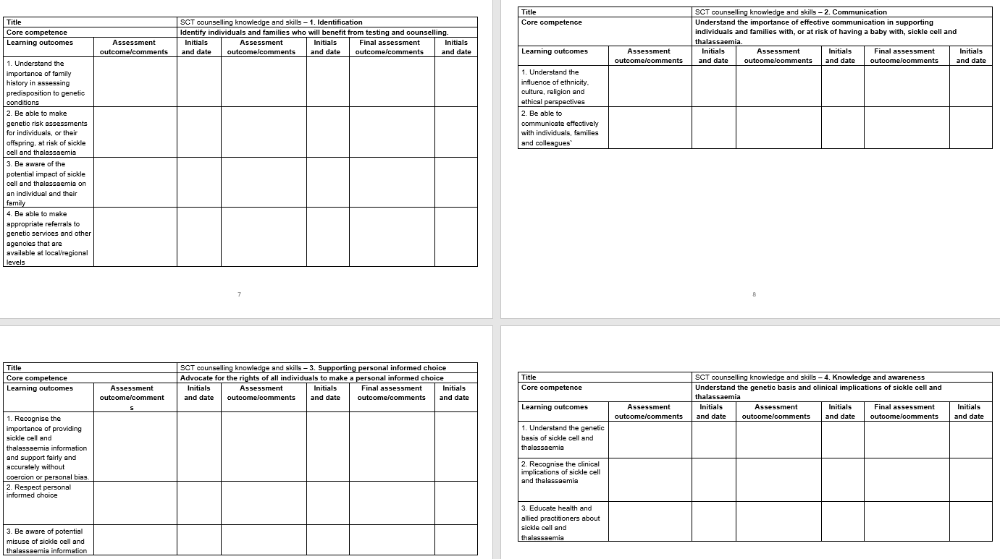 Title SCT counselling knowledge and skills – 1. Identification
Core competence Identify individuals and families who will benefit from testing and counselling.
Learning outcomes Assessment Initials Assessment Initials Final assessment Initials
outcome/comments and date outcome/comments and date outcome/comments and date
1. Understand the
importance of family
history in assessing
predisposition to genetic
conditions
2. Be able to make
genetic risk assessments
for individuals, or their
offspring, at risk of sickle
cell and thalassaemia
3. Be aware of the
potential impact of sickle
cell and thalassaemia on
an individual and their
family
4. Be able to make
appropriate referrals to
genetic services and other
agencies that are
available at local/regional
levels
7
Title SCT counselling knowledge and skills – 2. Communication
Core competence Understand the importance of effective communication in supporting
individuals and families with, or at risk of having a baby with, sickle cell and
thalassaemia.
Learning outcomes Assessment Initials Assessment Initials Final assessment Initials
outcome/comments and date outcome/comments and date outcome/comments and date
1. Understand the
influence of ethnicity,
culture, religion and
ethical perspectives
2. Be able to
communicate effectively
with individuals, families
and colleagues`
8
Title SCT counselling knowledge and skills – 3. Supporting personal informed choice
Core competence Advocate for the rights of all individuals to make a personal informed choice
Learning outcomes Assessment Initials Assessment Initials Final assessment Initials
outcome/comment and date outcome/comments and date outcome/comments and date
s
1. Recognise the
importance of providing
sickle cell and
thalassaemia information
and support fairly and
accurately without
coercion or personal bias.
2. Respect personal
informed choice
3. Be aware of potential
misuse of sickle cell and
thalassaemia information
Title SCT counselling knowledge and skills – 4. Knowledge and awareness
Core competence Understand the genetic basis and clinical implications of sickle cell and
thalassaemia
Learning outcomes Assessment Initials Assessment Initials Final assessment Initials
outcome/comments and date outcome/comments and date outcome/comments and date
1. Understand the genetic
basis of sickle cell and
thalassaemia
2. Recognise the clinical
implications of sickle cell
and thalassaemia
3. Educate health and
allied practitioners about
sickle cell and
thalassaemia